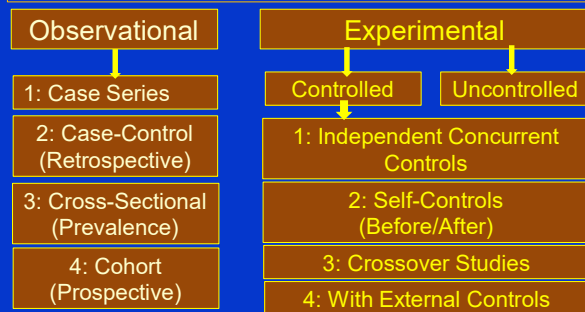 Observational
1: Case Series
2: Case-Control
(Retrospective)
3: Cross-Sectional
(Prevalence)
4: Cohort
(Prospective)
Experimental
Controlled
Uncontrolled
1: Independent Concurrent
Controls
2: Self-Controls
(Before/After)
3: Crossover Studies
4: With External Controls